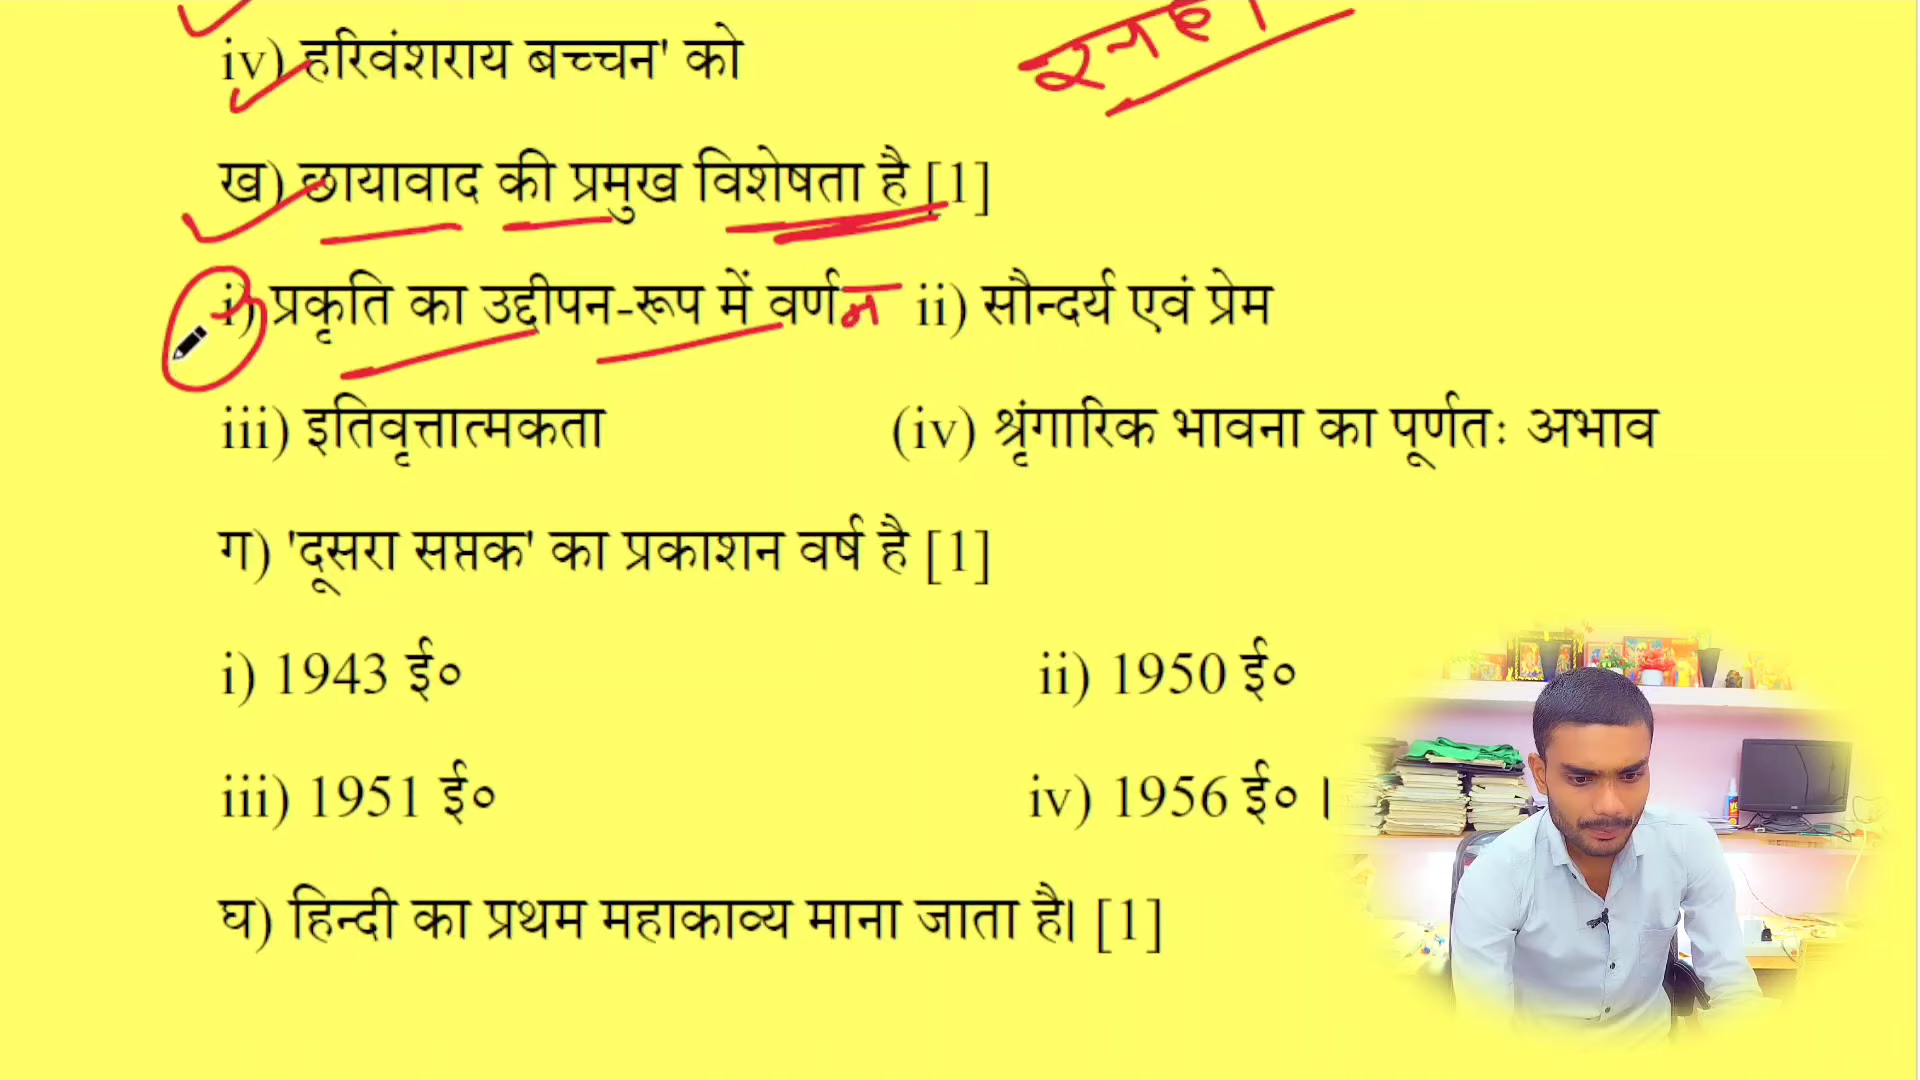 iv) हरिवंशराय बच्चन' को
ख) छायावाद की प्रमुख विशेषता है [1]
i) प्रकृति का उद्दीपन-रूप में वर्णन ii) सौन्दर्य एवं प्रेम
iii) इतिवृत्तात्मकता (iv) श्रृंगारिक भावना का पूर्णतः अभाव
ग) 'दूसरा सप्तक' का प्रकाशन वर्ष है [1]
i) 1943 ई० ii) 1950 ई०
iii) 1951 ई० iv) 1956 ई० ।
घ) हिन्दी का प्रथम महाकाव्य माना जाता है। [1]